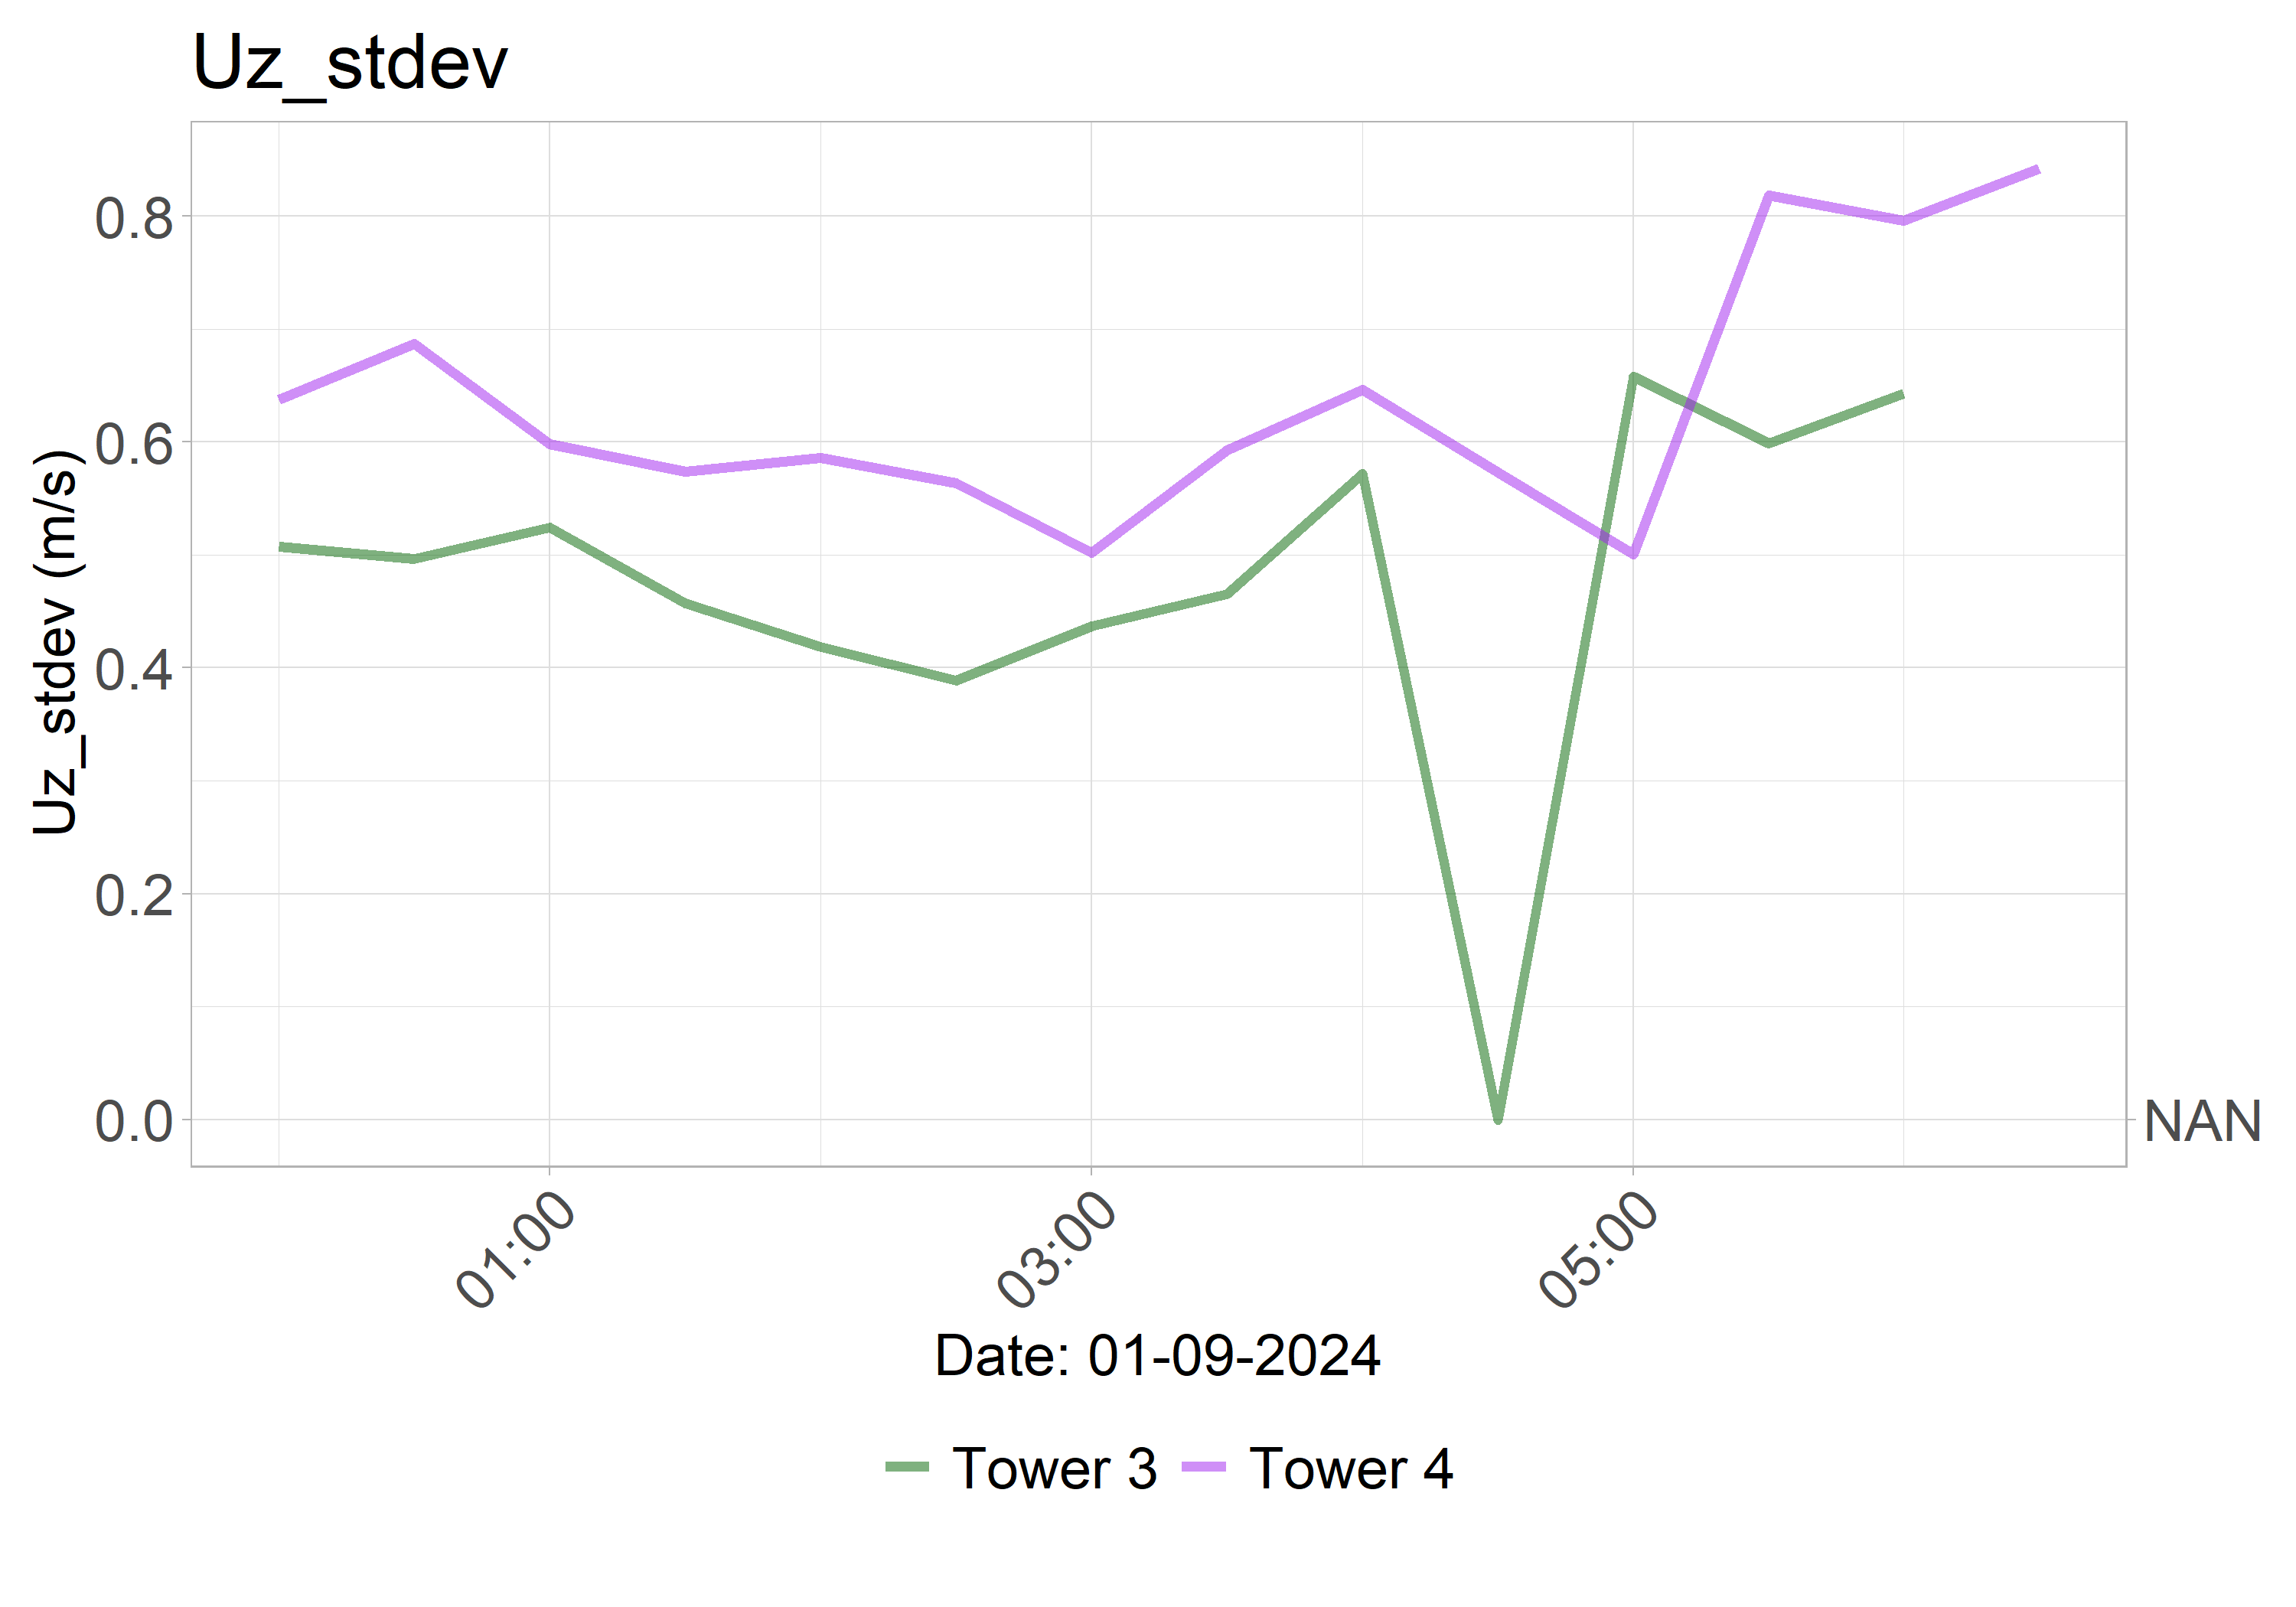 Uz_stdev
Uz_stdev (m/s)
0.8
0.6
0.4
0.2
0.0
NAN
01:00
03:00
05:00
Date: 01-09-2024
Tower 3
Tower 4